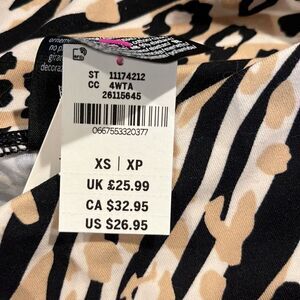 ST 11174212
CC 4WTA
26115645
0667553320377
XS | XP
UK £25.99
CA $32.95
US $26.95